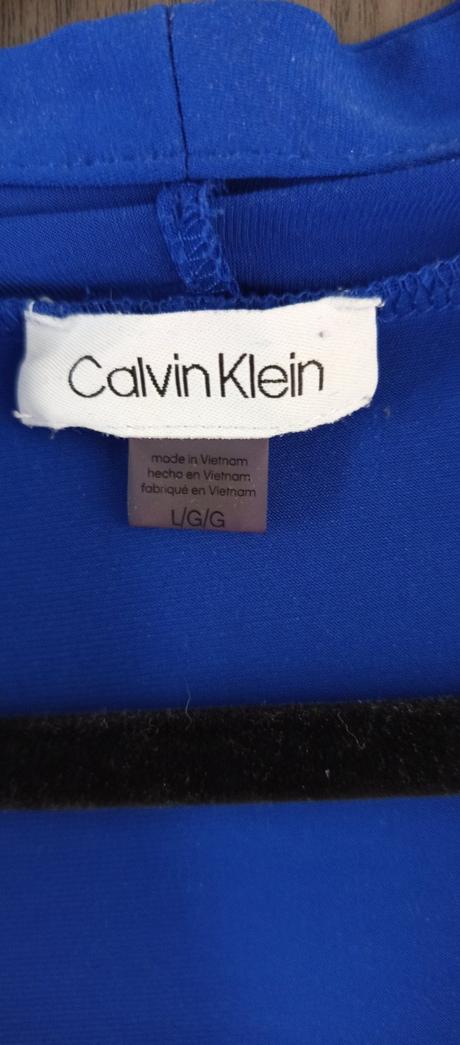 Calvin Klein
made in Vietnam
hecho en Vietnam
fabriqué en Vietnam
L/G/G